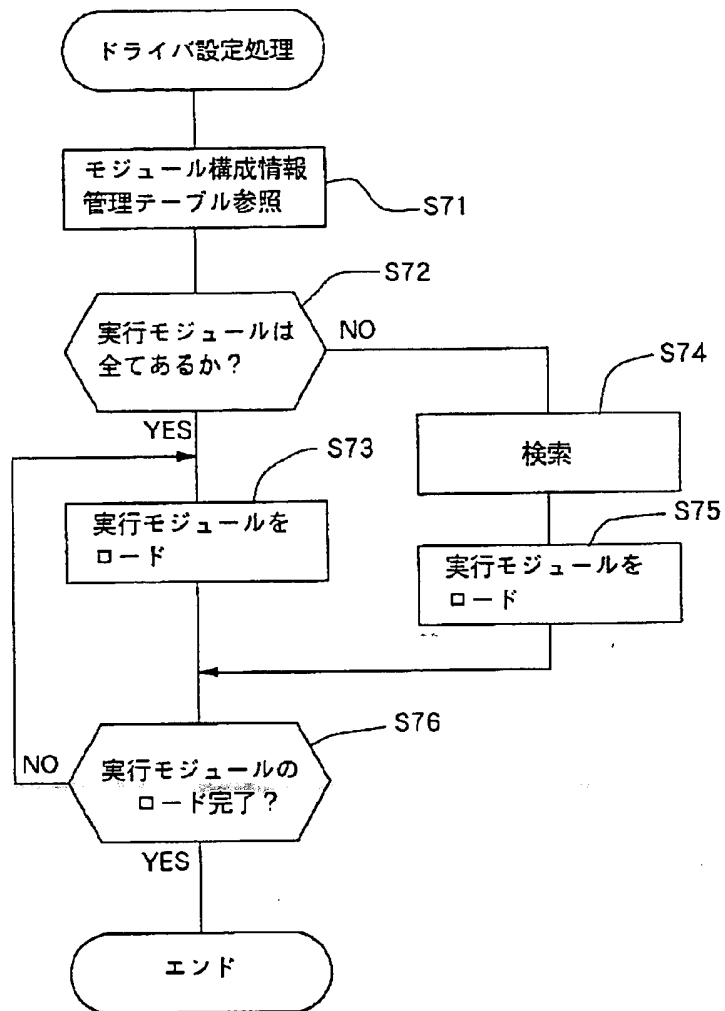 ドライバ設定処理
モジュール構成情報
管理テーブル参照
S71
S72
実行モジュールは
全てあるか?
NO
YES
S74
検索
S73
実行モジュールを
ロード
S75
実行モジュールを
ロード
S76
実行モジュールの
ロード完了?
NO
YES
エンド